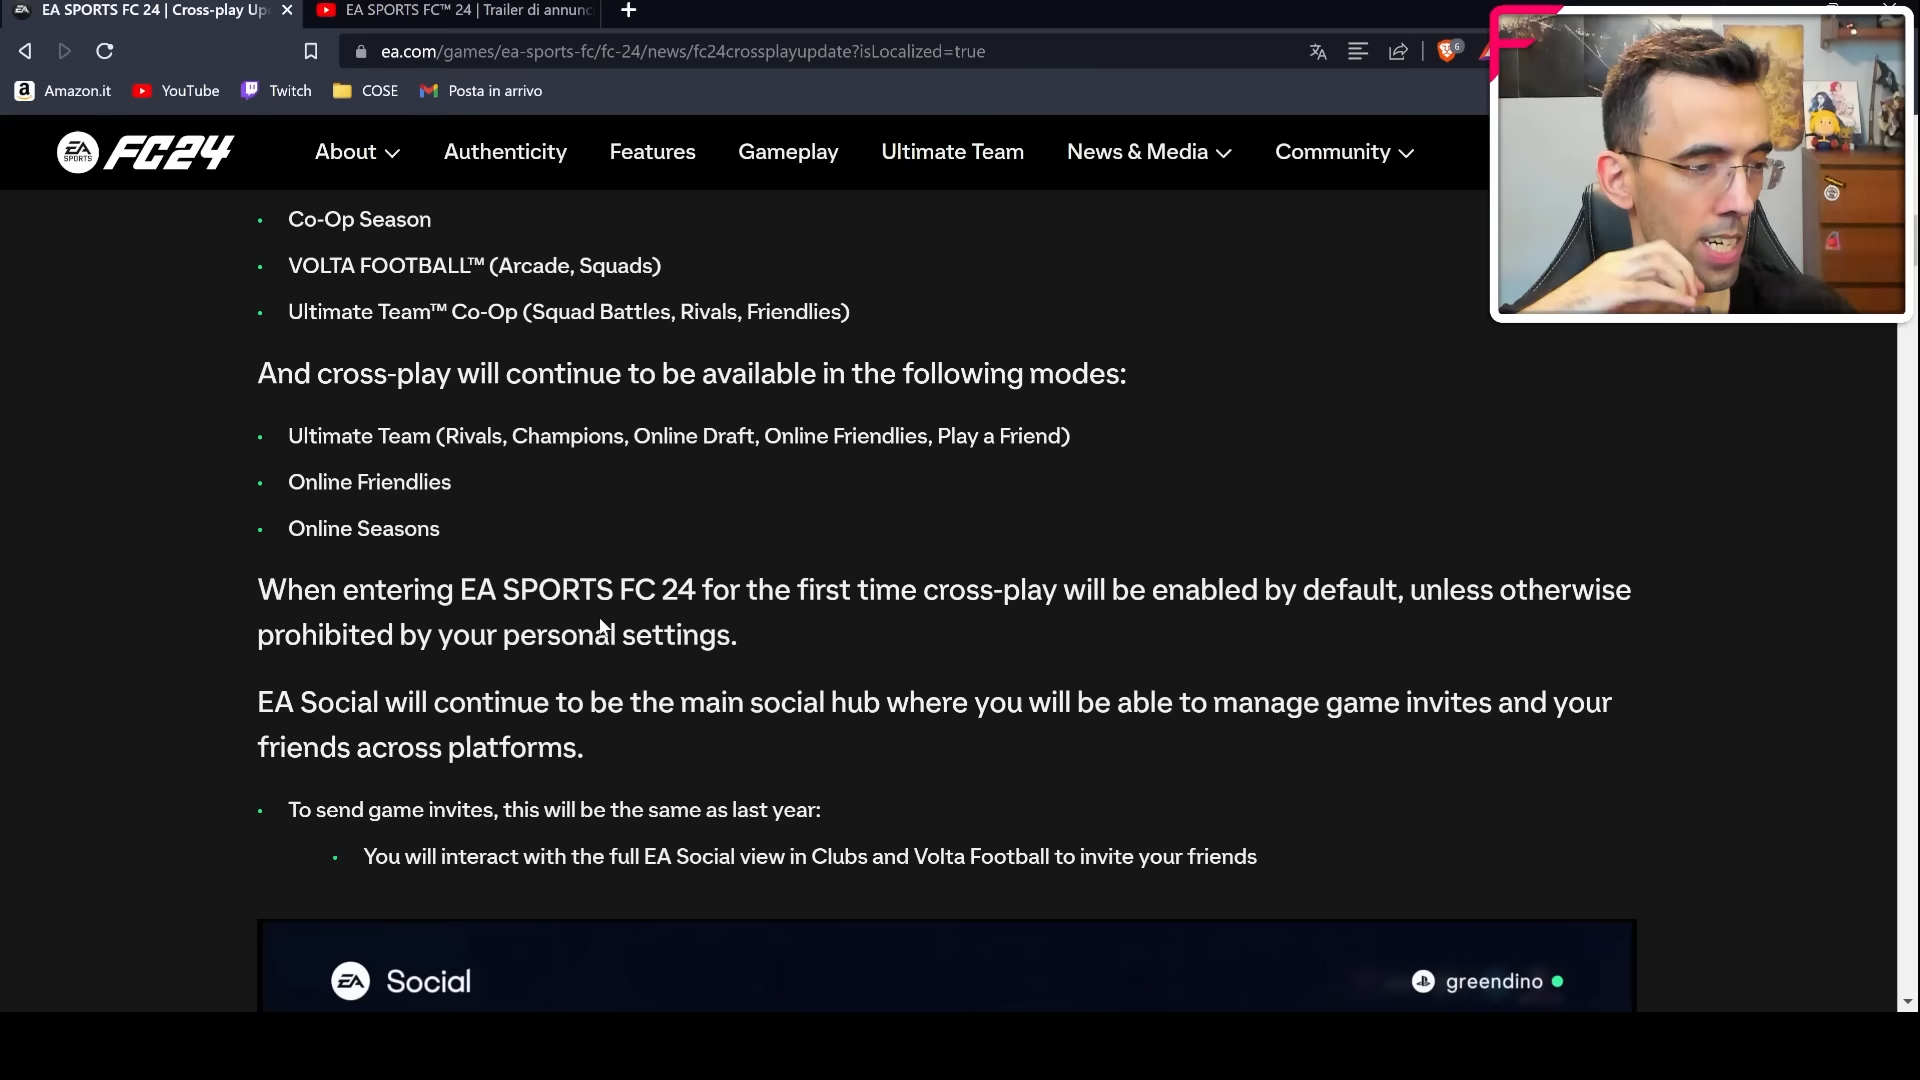 EA SPORTS FC 24 | Cross-play Up
EA SPORTS FC™ 24 | Trailer di annunc
ea.com/games/ea-sports-fc/fc-24/news/fc24crossplayupdate?isLocalized=true
6
Amazon.it YouTube Twitch COSE Posta in arrivo
EA SPORTS FC24 About Authenticity Features Gameplay Ultimate Team News & Media Community
• Co-Op Season
• VOLTA FOOTBALL™ (Arcade, Squads)
• Ultimate Team™ Co-Op (Squad Battles, Rivals, Friendlies)
And cross-play will continue to be available in the following modes:
• Ultimate Team (Rivals, Champions, Online Draft, Online Friendlies, Play a Friend)
• Online Friendlies
• Online Seasons
When entering EA SPORTS FC 24 for the first time cross-play will be enabled by default, unless otherwise
prohibited by your personal settings.
EA Social will continue to be the main social hub where you will be able to manage game invites and your
friends across platforms.
• To send game invites, this will be the same as last year:
• You will interact with the full EA Social view in Clubs and Volta Football to invite your friends
EA Social greendino